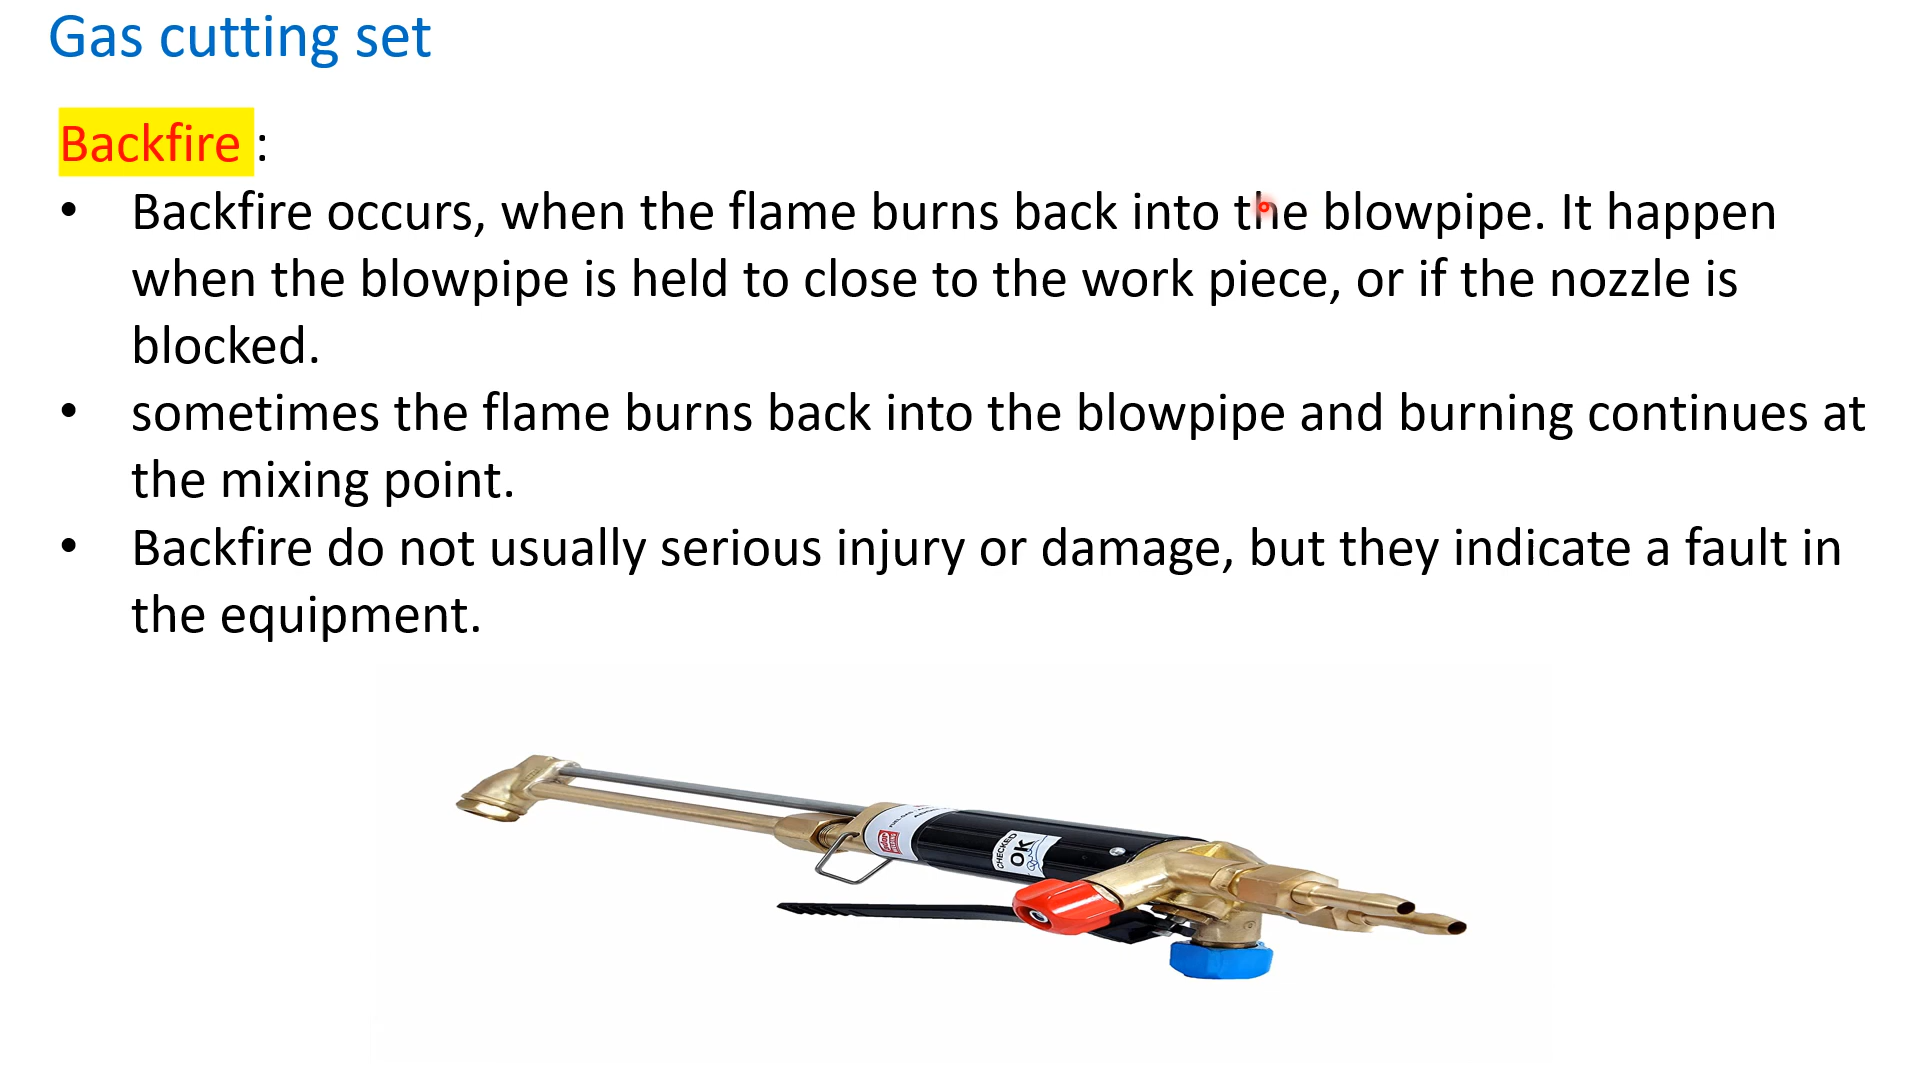 Gas cutting set
Backfire :
• Backfire occurs, when the flame burns back into the blowpipe. It happen
when the blowpipe is held to close to the work piece, or if the nozzle is
blocked.
• sometimes the flame burns back into the blowpipe and burning continues at
the mixing point.
• Backfire do not usually serious injury or damage, but they indicate a fault in
the equipment.
CHECKED
OK